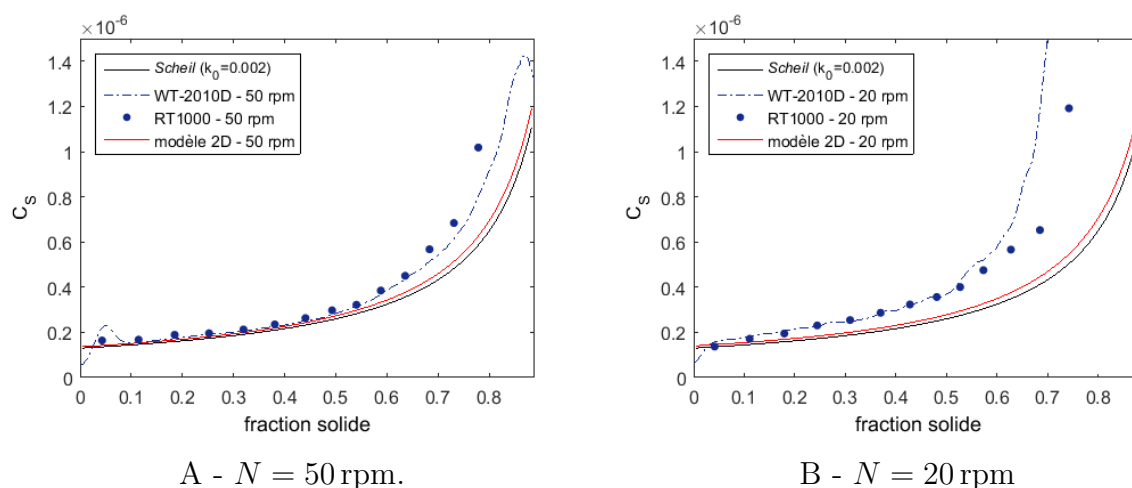 ×10⁻⁶
1.4
1.2
1
0.8
0.6
0.4
0.2
0
C_S
Scheil (k₀=0.002)
WT-2010D - 50 rpm
RT1000 - 50 rpm
modèle 2D - 50 rpm
0 0.1 0.2 0.3 0.4 0.5 0.6 0.7 0.8
fraction solide
A - N = 50 rpm.
×10⁻⁶
1.4
1.2
1
0.8
0.6
0.4
0.2
0
C_S
Scheil (k₀=0.002)
WT-2010D - 20 rpm
RT1000 - 20 rpm
modèle 2D - 20 rpm
0 0.1 0.2 0.3 0.4 0.5 0.6 0.7 0.8
fraction solide
B - N = 20 rpm